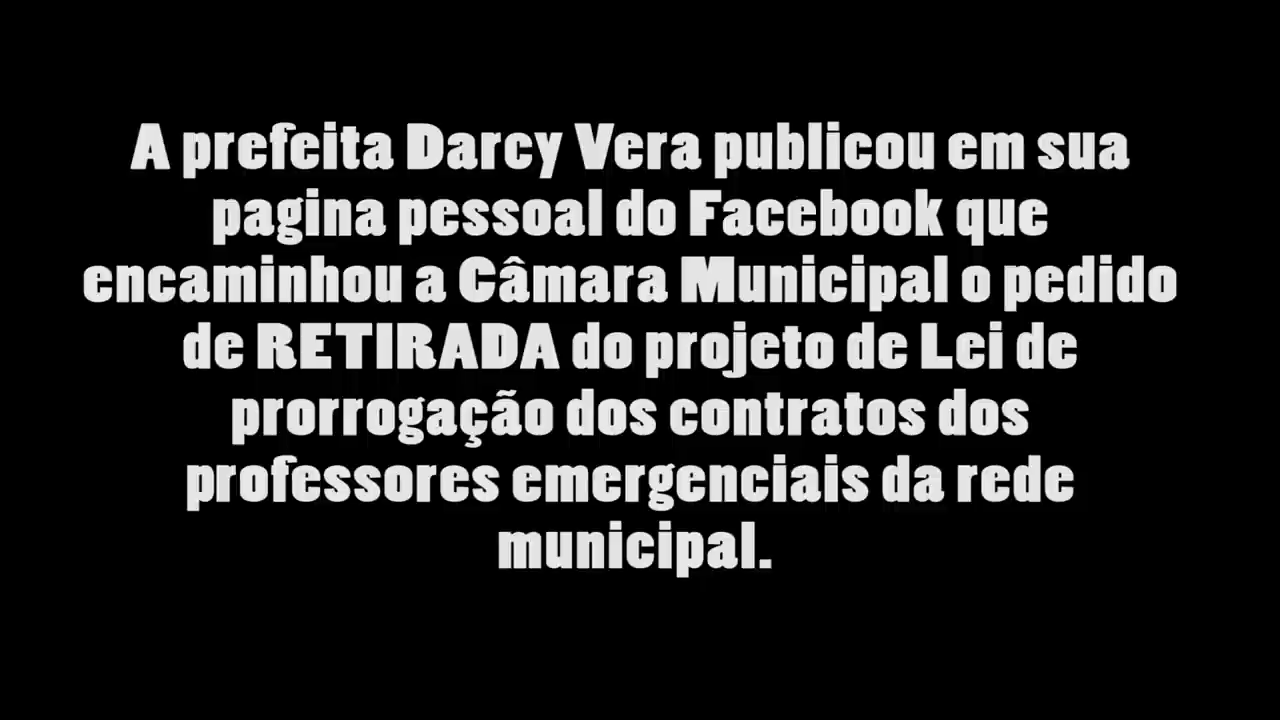 A prefeita Darcy Vera publicou em sua
pagina pessoal do Facebook que
encaminhou a Câmara Municipal o pedido
de RETIRADA do projeto de Lei de
prorrogação dos contratos dos
professores emergenciais da rede
municipal.